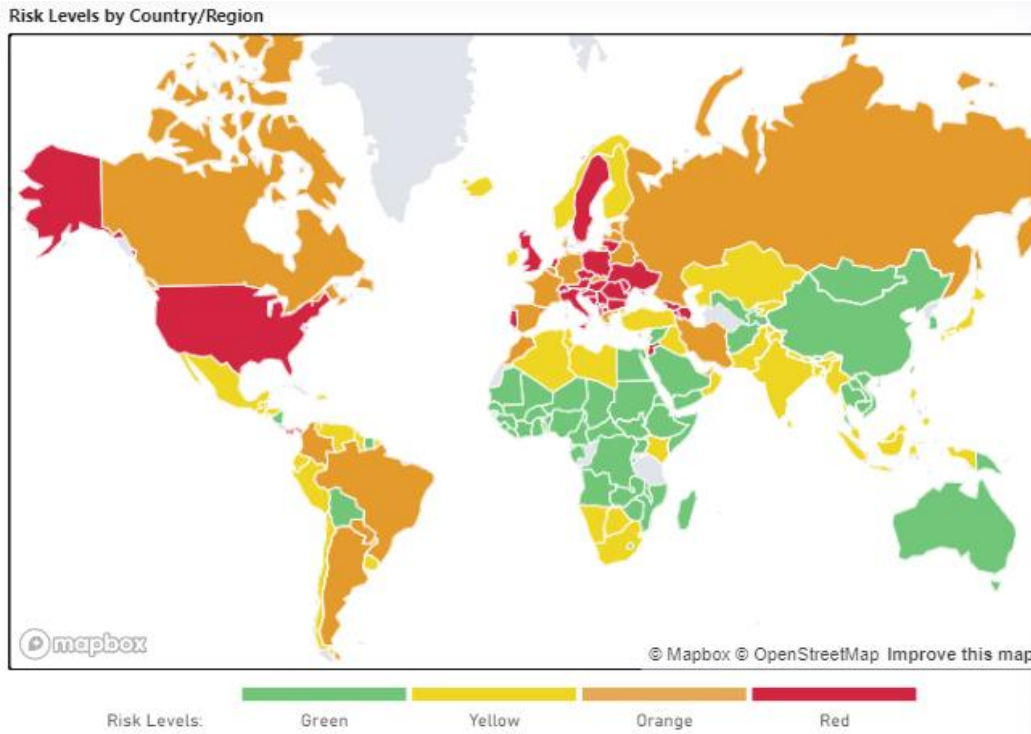 Risk Levels by Country/Region
mapbox
© Mapbox © OpenStreetMap Improve this map
Risk Levels: Green Yellow Orange Red